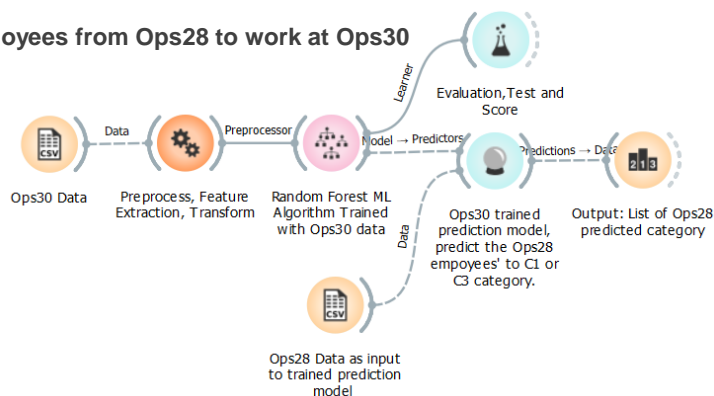 oyees from Ops28 to work at Ops30
Learner
Evaluation,Test and
Score
Data
Preprocessor
Model → Predictors
Predictions → Data
CSV
213
Ops30 Data
Preprocess, Feature
Extraction, Transform
Random Forest ML
Algorithm Trained
with Ops30 data
Ops30 trained
prediction model,
predict the Ops28
empoyees' to C1 or
C3 category.
Output: List of Ops28
predicted category
Data
CSV
Ops28 Data as input
to trained prediction
model